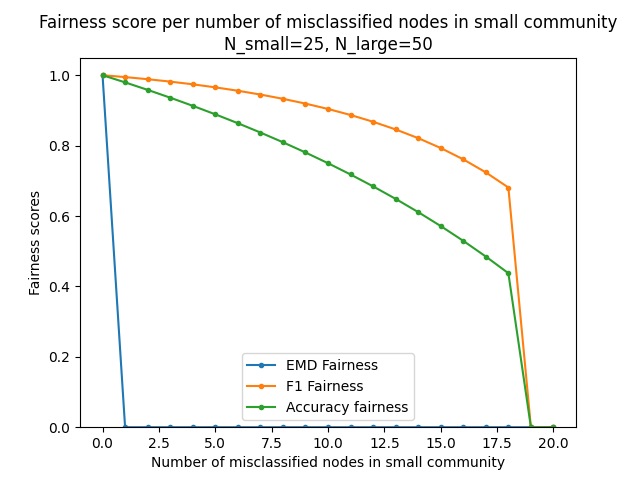 Fairness score per number of misclassified nodes in small community
N_small=25, N_large=50
1.0
0.8
0.6
0.4
0.2
0.0
Fairness scores
EMD Fairness
F1 Fairness
Accuracy fairness
0.0 2.5 5.0 7.5 10.0 12.5 15.0 17.5 20.0
Number of misclassified nodes in small community